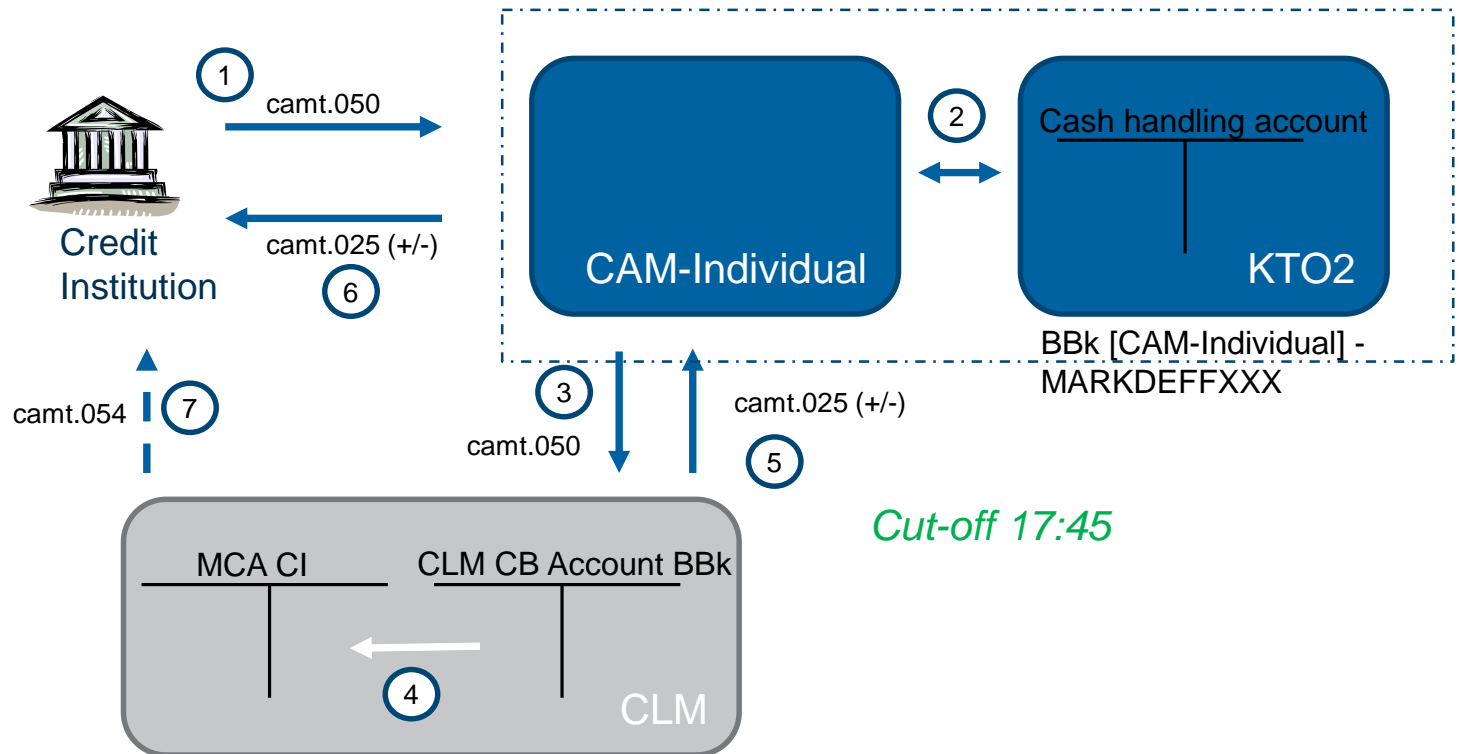 1
camt.050
2
Cash handling account
Credit
Institution
camt.025 (+/-)
6
CAM-Individual
KTO2
BBk [CAM-Individual] -
MARKDEFFXXX
3
camt.050
camt.025 (+/-)
5
camt.054
7
Cut-off 17:45
MCA CI
CLM CB Account BBk
4
CLM